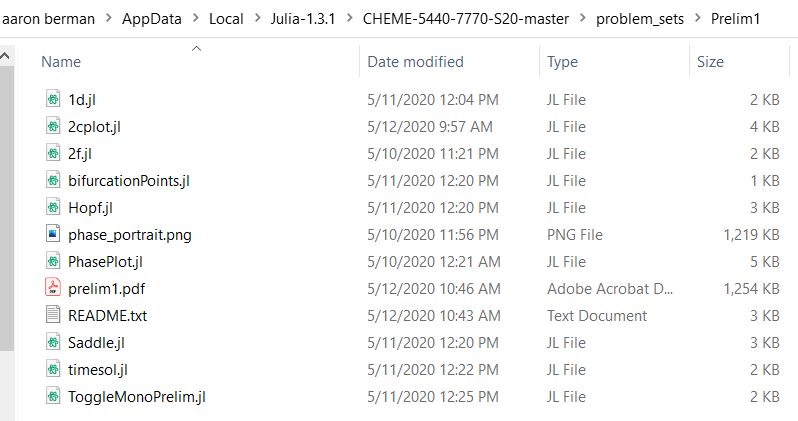 aaron berman > AppData > Local > Julia-1.3.1 > CHEME-5440-7770-S20-master > problem_sets > Prelim1
Name Date modified Type Size
1d.jl 5/11/2020 12:04 PM JL File 2 KB
2cplot.jl 5/12/2020 9:57 AM JL File 4 KB
2f.jl 5/10/2020 11:21 PM JL File 2 KB
bifurcationPoints.jl 5/11/2020 12:20 PM JL File 1 KB
Hopf.jl 5/11/2020 12:20 PM JL File 3 KB
phase_portrait.png 5/10/2020 11:56 PM PNG File 1,219 KB
PhasePlot.jl 5/10/2020 12:21 AM JL File 5 KB
prelim1.pdf 5/12/2020 10:46 AM Adobe Acrobat D... 1,254 KB
README.txt 5/12/2020 10:43 AM Text Document 3 KB
Saddle.jl 5/11/2020 12:20 PM JL File 3 KB
timesol.jl 5/11/2020 12:22 PM JL File 2 KB
ToggleMonoPrelim.jl 5/11/2020 12:25 PM JL File 2 KB